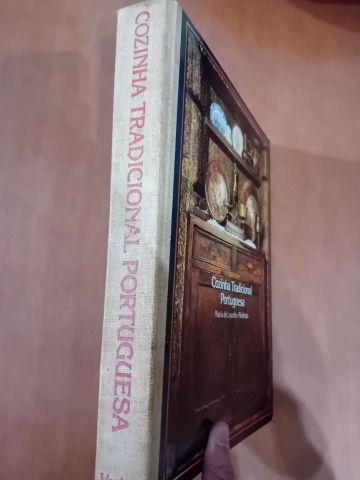 COZINHA TRADICIONAL PORTUGUESA
Cozinha Tradicional
Portuguesa
Maria de Lourdes Modesto